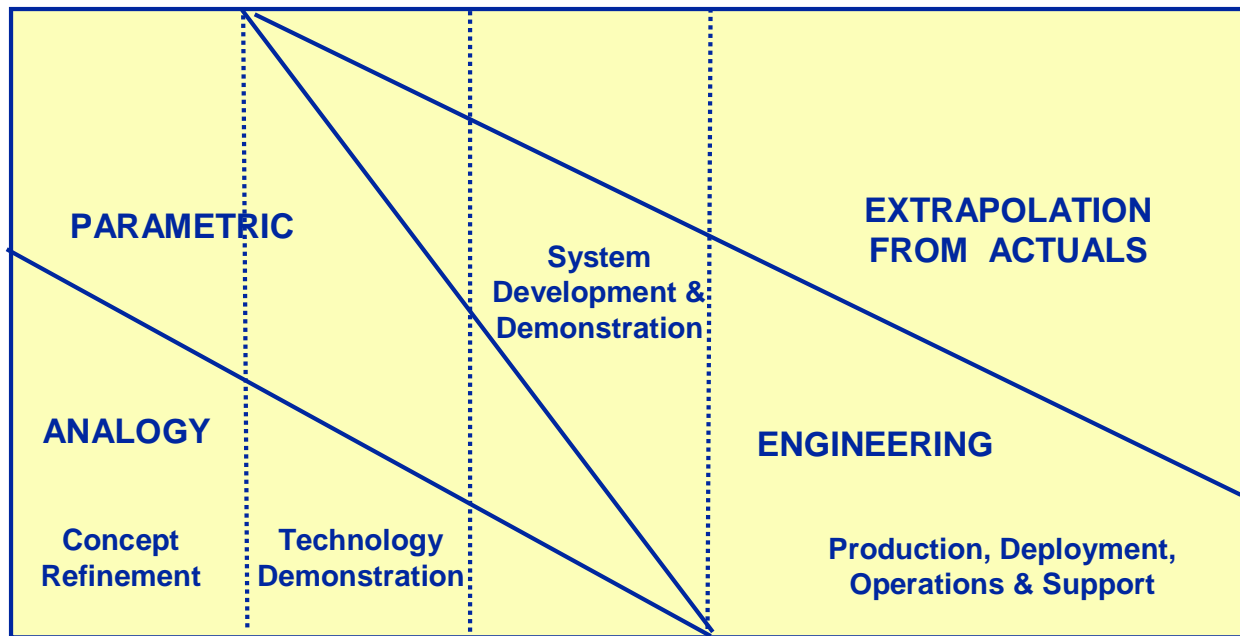 PARAMETRIC
EXTRAPOLATION
FROM ACTUALS
System
Development &
Demonstration
ANALOGY
ENGINEERING
Concept
Refinement
Technology
Demonstration
Production, Deployment,
Operations & Support